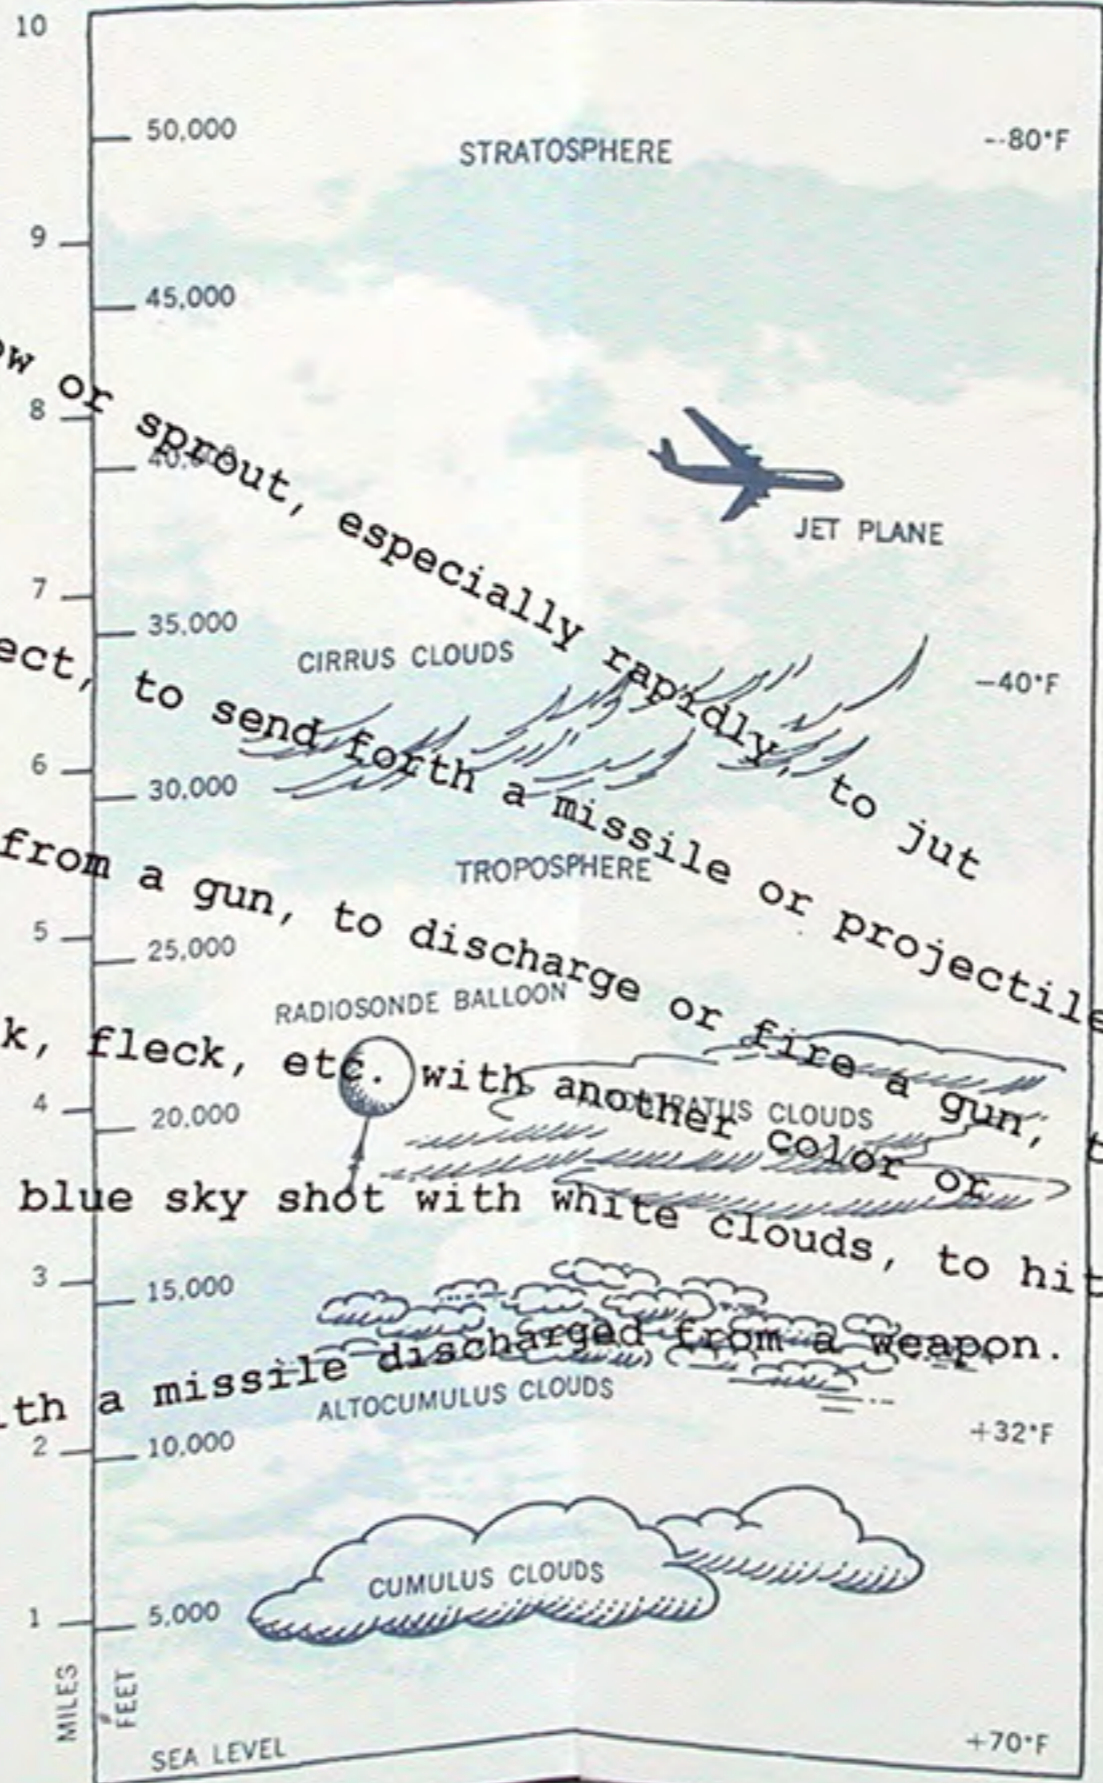 10
50,000
STRATOSPHERE
--80°F
9
45,000
or sprout, especially rapidly, to jut
8
JET PLANE
7
35,000
CIRRUS CLOUDS
-40°F
to send forth a missile or projectile
6
30,000
TROPOSPHERE
from a gun, to discharge or fire a gun,
5
25,000
RADIOSONDE BALLOON
fleck, etc. with another color or
4
20,000
CLOUDS
blue sky shot with white clouds, to hit
3
15,000
a missile discharged from a weapon.
ALTOCUMULUS CLOUDS
2
10,000
+32°F
CUMULUS CLOUDS
1
5,000
MILES
FEET
SEA LEVEL
+70°F